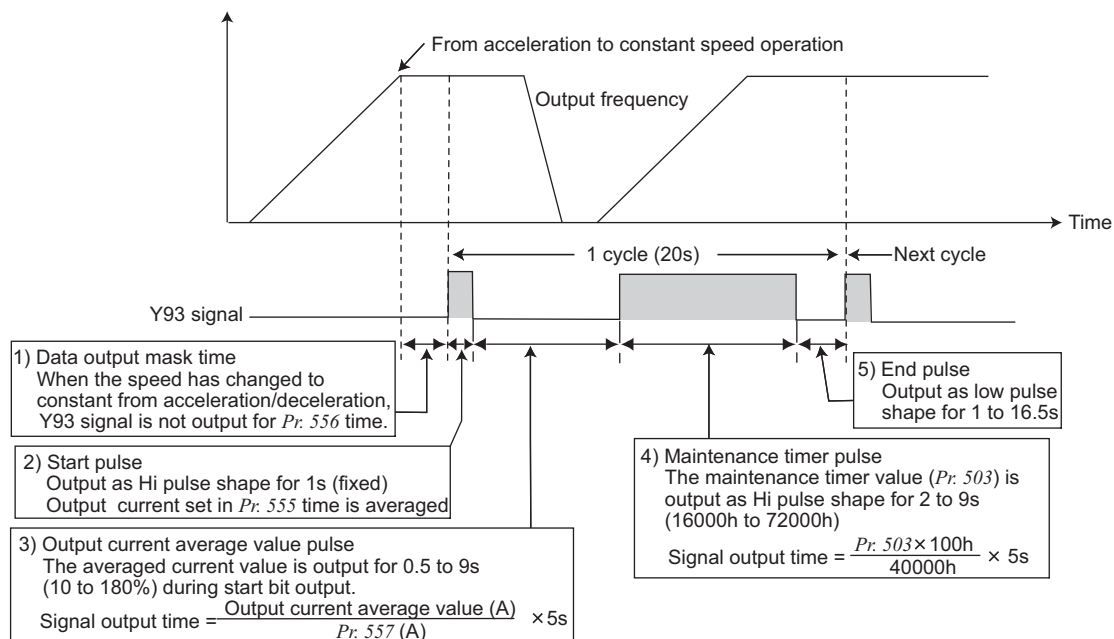 From acceleration to constant speed operation
Output frequency
Time
1 cycle (20s)
Next cycle
Y93 signal
1) Data output mask time
When the speed has changed to
constant from acceleration/deceleration,
Y93 signal is not output for Pr. 556 time.
2) Start pulse
Output as Hi pulse shape for 1s (fixed)
Output current set in Pr. 555 time is averaged
3) Output current average value pulse
The averaged current value is output for 0.5 to 9s
(10 to 180%) during start bit output.
Signal output time = Output current average value (A) / Pr. 557 (A) ×5s
4) Maintenance timer pulse
The maintenance timer value (Pr. 503) is
output as Hi pulse shape for 2 to 9s
(16000h to 72000h)
Signal output time = Pr. 503×100h / 40000h × 5s
5) End pulse
Output as low pulse
shape for 1 to 16.5s